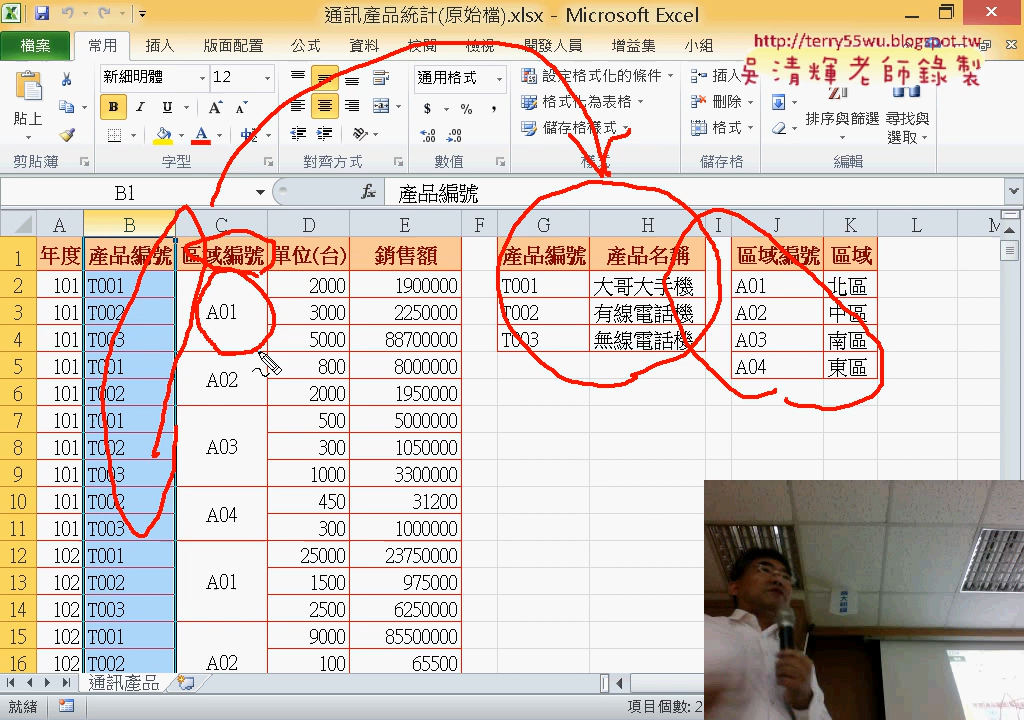 通訊產品統計(原始檔).xlsx - Microsoft Excel
檔案 常用 插入 版面配置 公式 資料 校閱 檢視 開發人員 增益集 小組
http://terry55wu.blogspot.tw
吳清輝老師錄製
新細明體 12 通用格式 設定格式化的條件 插入
貼上 B I U A A $ % , 格式化為表格 刪除 排序與篩選 尋找與選取
A 儲存格樣式 格式
剪貼簿 字型 對齊方式 數值 樣式 儲存格 編輯
B1 fx 產品編號
A B C D E F G H I J K L M
1 年度 產品編號 區域編號 單位(台) 銷售額 產品編號 產品名稱 區域編號 區域
2 101 T001 2000 1900000 T001 大哥大手機 A01 北區
3 101 T002 A01 3000 2250000 T002 有線電話機 A02 中區
4 101 T003 5000 88700000 T003 無線電話機 A03 南區
5 101 T001 A02 800 8000000 A04 東區
6 101 T002 2000 1950000
7 101 T001 500 5000000
8 101 T002 A03 300 1050000
9 101 T003 1000 3300000
10 101 T002 A04 450 31200
11 101 T003 300 1000000
12 102 T001 25000 23750000
13 102 T002 A01 1500 975000
14 102 T003 2500 6250000
15 102 T001 9000 85500000
16 102 T002 A02 100 65500
通訊產品
就緒 項目個數: 2